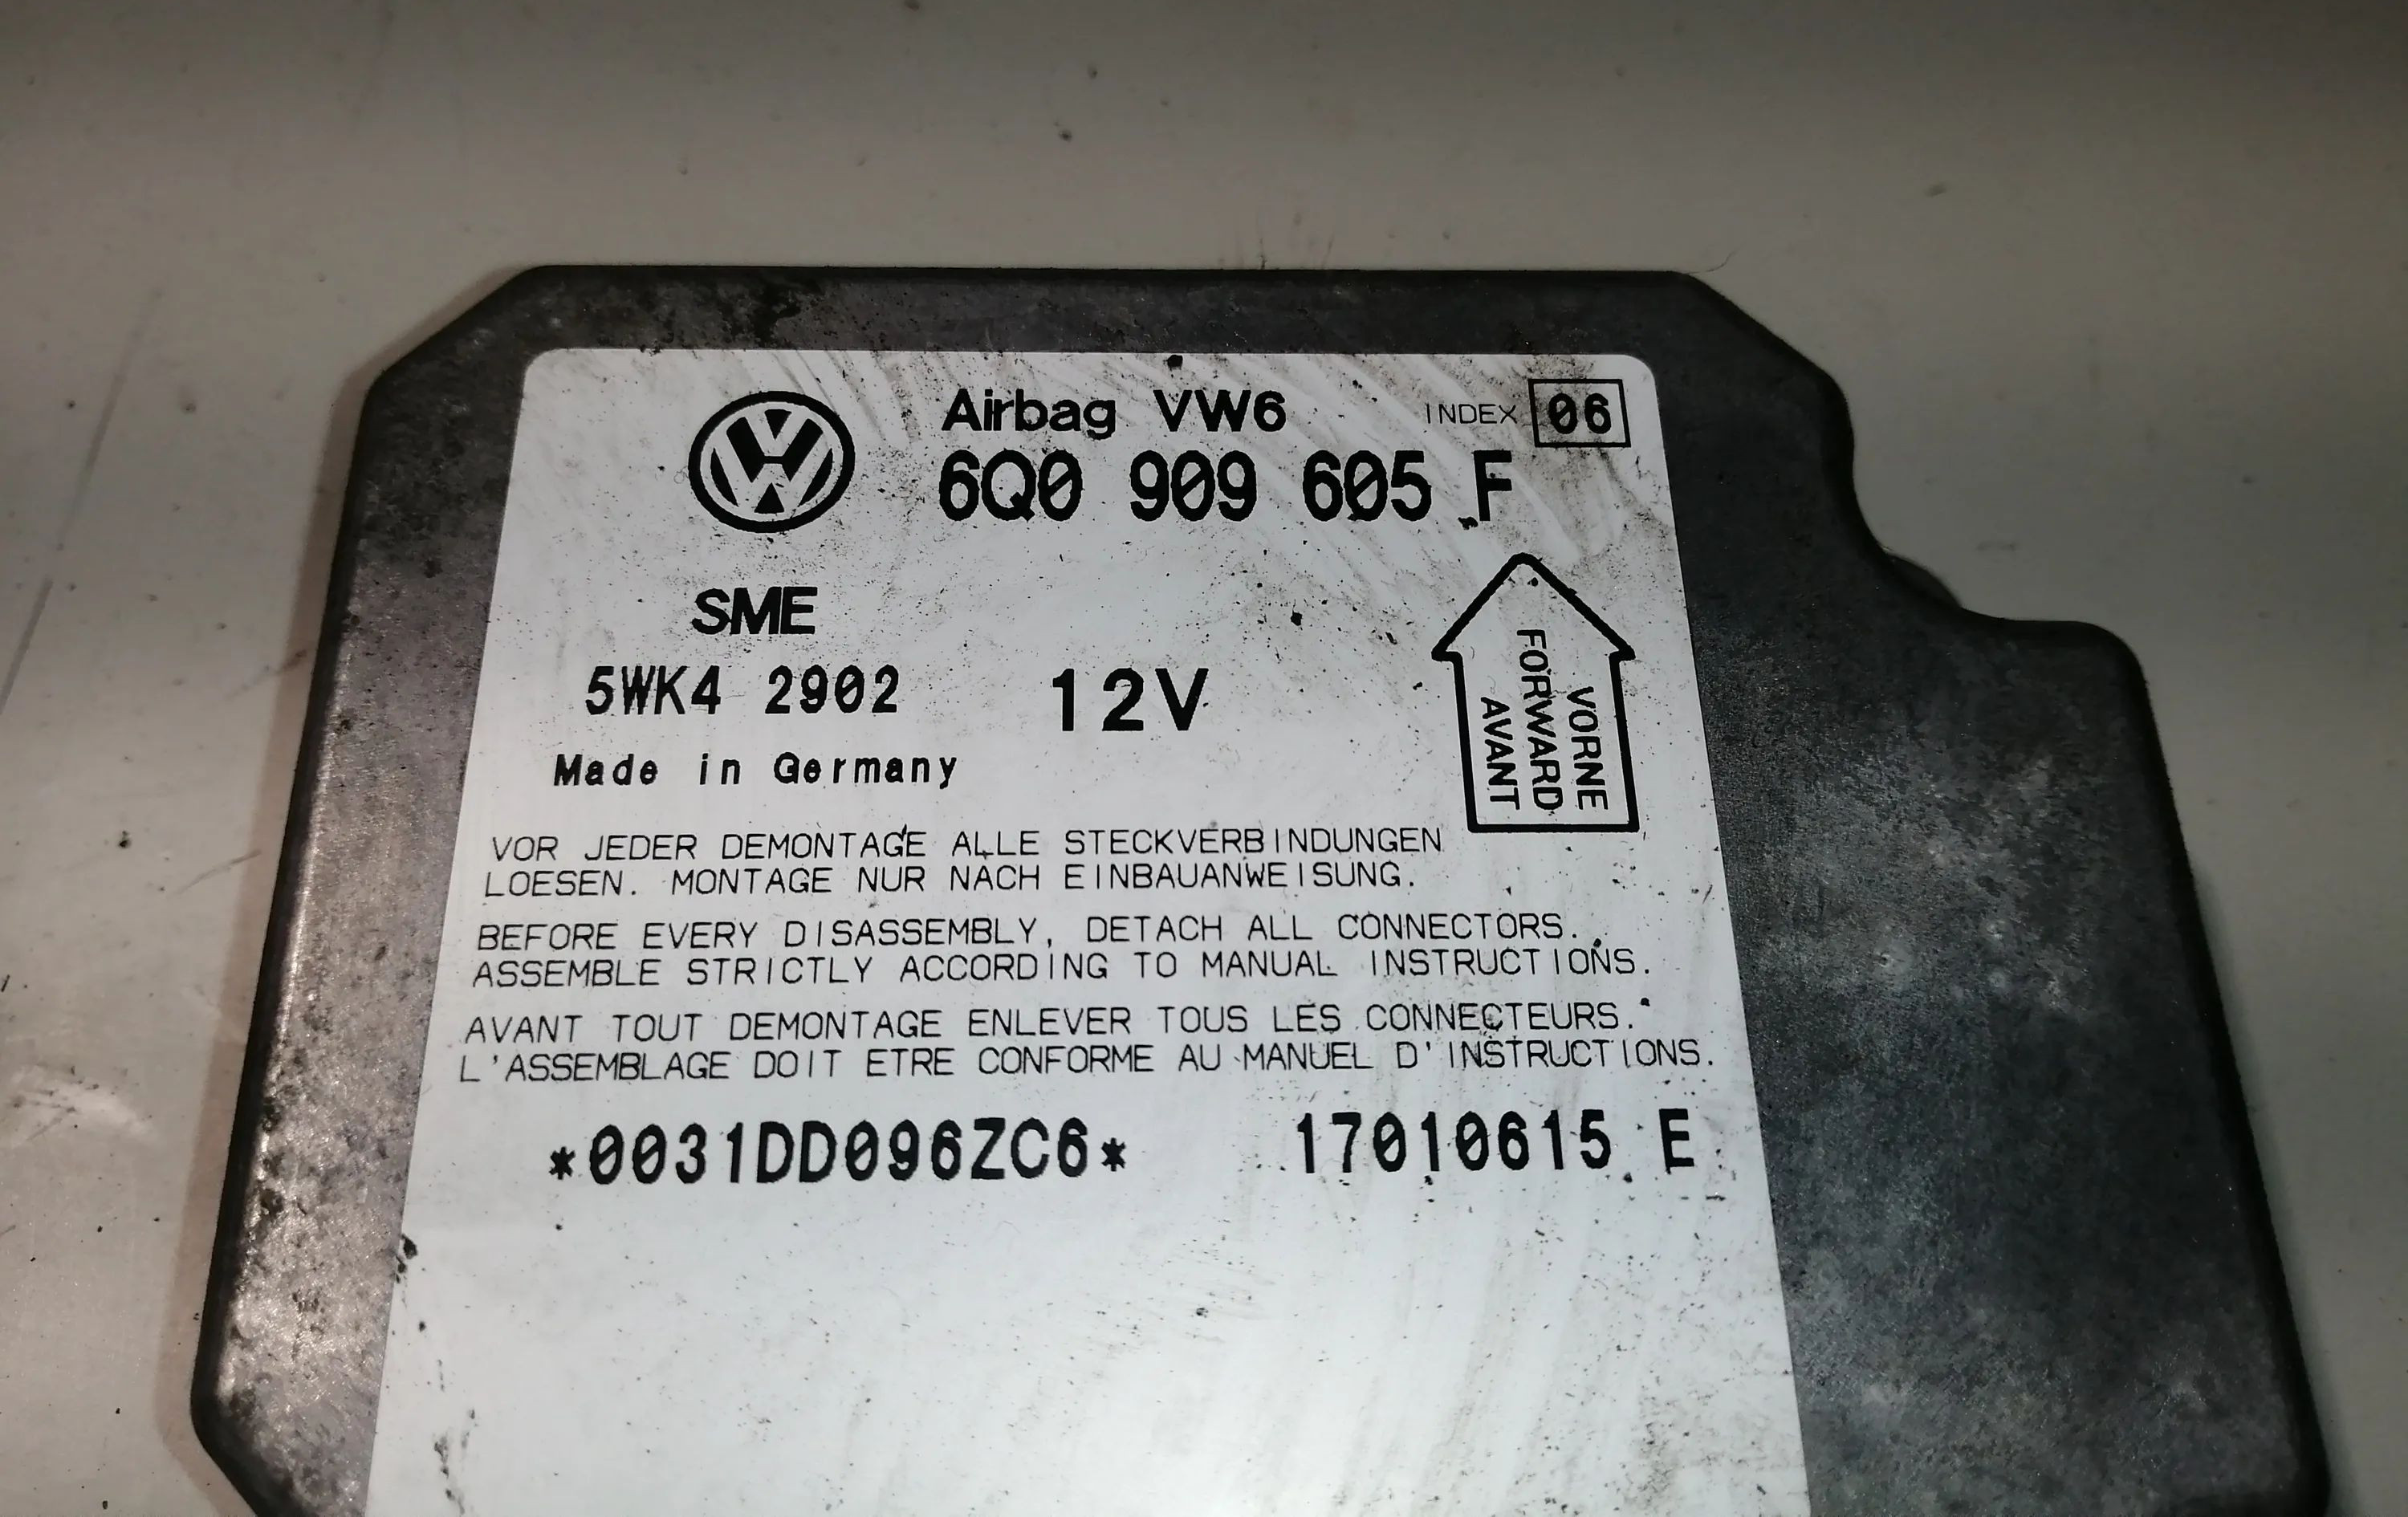 Airbag VW6 INDEX 06
6Q0 909 605 F
SME
5WK4 2902 12V
Made in Germany
VORNE
FORWARD
AVANT
VOR JEDER DEMONTAGE ALLE STECKVERBINDUNGEN
LOESEN. MONTAGE NUR NACH EINBAUANWEISUNG.
BEFORE EVERY DISASSEMBLY, DETACH ALL CONNECTORS.
ASSEMBLE STRICTLY ACCORDING TO MANUAL INSTRUCTIONS.
AVANT TOUT DEMONTAGE ENLEVER TOUS LES CONNECTEURS.
L'ASSEMBLAGE DOIT ETRE CONFORME AU MANUEL D'INSTRUCTIONS.
*0031DD096ZC6* 17010615 E